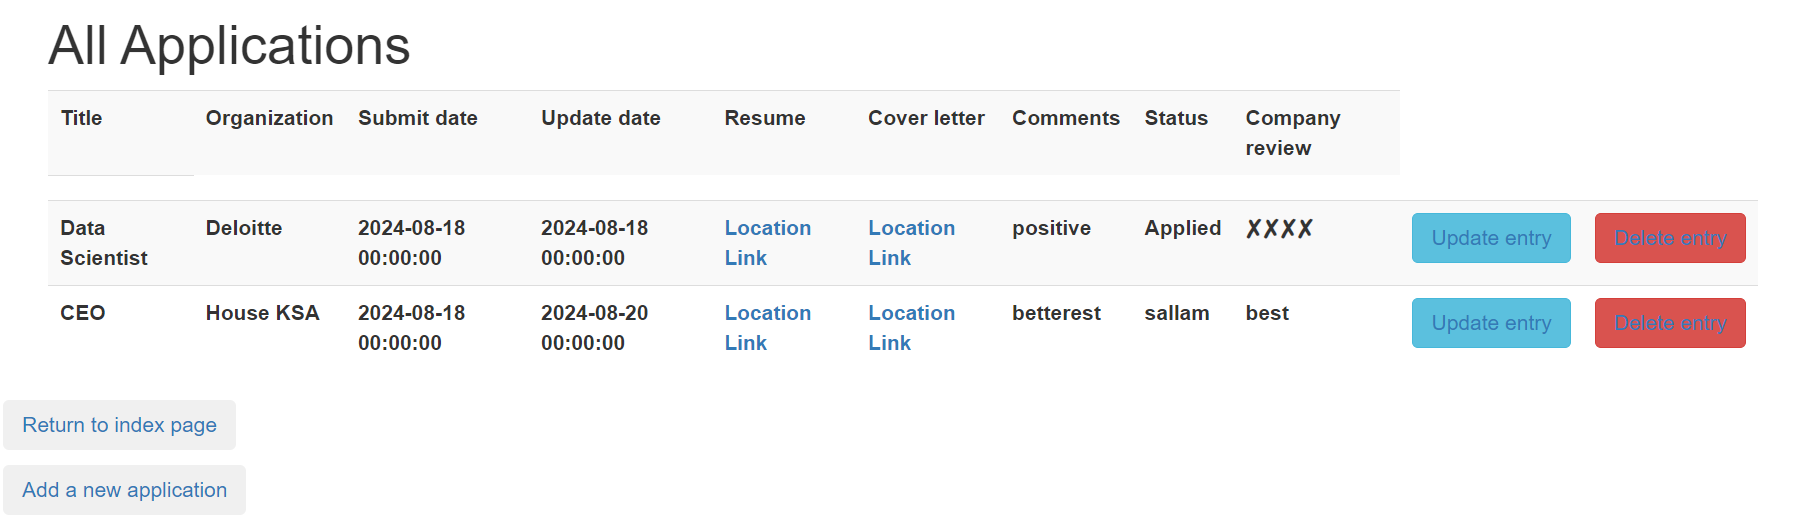 All Applications
Title Organization Submit date Update date Resume Cover letter Comments Status Company
review
Data Deloitte 2024-08-18 2024-08-18 Location Location positive Applied ✗✗✗✗ Update entry Delete entry
Scientist 00:00:00 00:00:00 Link Link
CEO House KSA 2024-08-18 2024-08-20 Location Location betterest sallam best Update entry Delete entry
00:00:00 00:00:00 Link Link
Return to index page
Add a new application